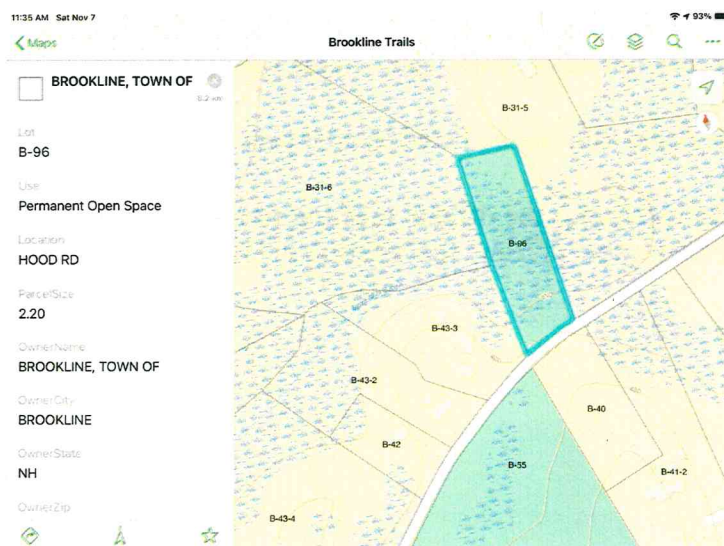 11:35 AM Sat Nov 7
93%
Maps
Brookline Trails
BROOKLINE, TOWN OF
Lot
B-96
Use
Permanent Open Space
Location
HOOD RD
ParcelSize
2.20
OwnerName
BROOKLINE, TOWN OF
OwnerCity
BROOKLINE
OwnerState
NH
OwnerZip
B-31-5
B-31-6
B-96
B-43-3
B-43-2
B-40
B-42
B-55
B-41-2
B-43-4